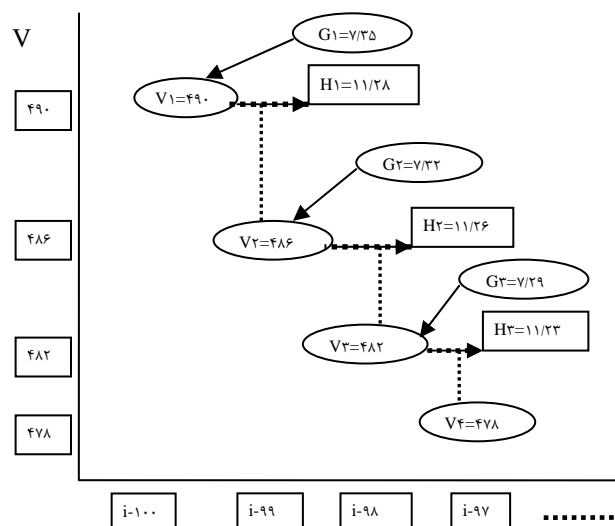 G۱=۷/۳۵
V
V۱=۴۹۰
H۱=۱۱/۲۸
۴۹۰
G۲=۷/۳۲
۴۸۶
V۲=۴۸۶
H۲=۱۱/۲۶
G۳=۷/۲۹
H۳=۱۱/۲۳
۴۸۲
V۳=۴۸۲
۴۷۸
V۴=۴۷۸
i-۱۰۰ i-۹۹ i-۹۸ i-۹۷